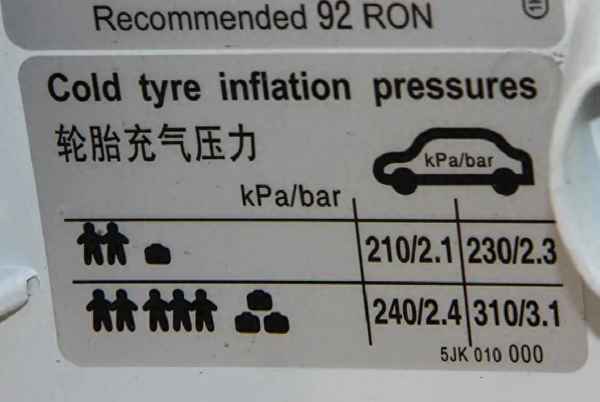 Recommended 92 RON
Cold tyre inflation pressures
轮胎充气压力
kPa/bar
kPa/bar
210/2.1 230/2.3
240/2.4 310/3.1
5JK 010 000